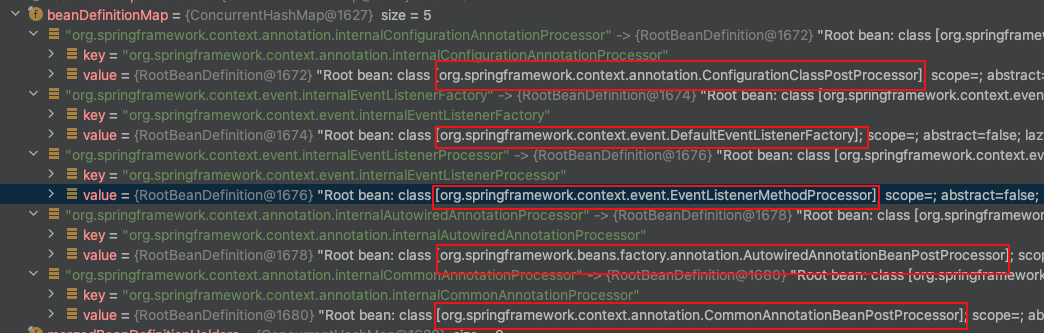 beanDefinitionMap = {ConcurrentHashMap@1627} size = 5
"org.springframework.context.annotation.internalConfigurationAnnotationProcessor" -> {RootBeanDefinition@1672} "Root bean: class [org.springframework.context.annotation.Co
key = "org.springframework.context.annotation.internalConfigurationAnnotationProcessor"
value = {RootBeanDefinition@1672} "Root bean: class [org.springframework.context.annotation.ConfigurationClassPostProcessor]; scope=; abstract=
"org.springframework.context.event.internalEventListenerFactory" -> {RootBeanDefinition@1674} "Root bean: class [org.springframework.context.even
key = "org.springframework.context.event.internalEventListenerFactory"
value = {RootBeanDefinition@1674} "Root bean: class [org.springframework.context.event.DefaultEventListenerFactory]; scope=; abstract=false; laz
"org.springframework.context.event.internalEventListenerProcessor" -> {RootBeanDefinition@1676} "Root bean: class [org.springframework.context.ev
key = "org.springframework.context.event.internalEventListenerProcessor"
value = {RootBeanDefinition@1676} "Root bean: class [org.springframework.context.event.EventListenerMethodProcessor]; scope=; abstract=false;
"org.springframework.context.annotation.internalAutowiredAnnotationProcessor" -> {RootBeanDefinition@1678} "Root bean: class [org.springframework
key = "org.springframework.context.annotation.internalAutowiredAnnotationProcessor"
value = {RootBeanDefinition@1678} "Root bean: class [org.springframework.beans.factory.annotation.AutowiredAnnotationBeanPostProcessor]; scop
"org.springframework.context.annotation.internalCommonAnnotationProcessor" -> {RootBeanDefinition@1680} "Root bean: class [org.springframework.
key = "org.springframework.context.annotation.internalCommonAnnotationProcessor"
value = {RootBeanDefinition@1680} "Root bean: class [org.springframework.context.annotation.CommonAnnotationBeanPostProcessor]; scope=; ab